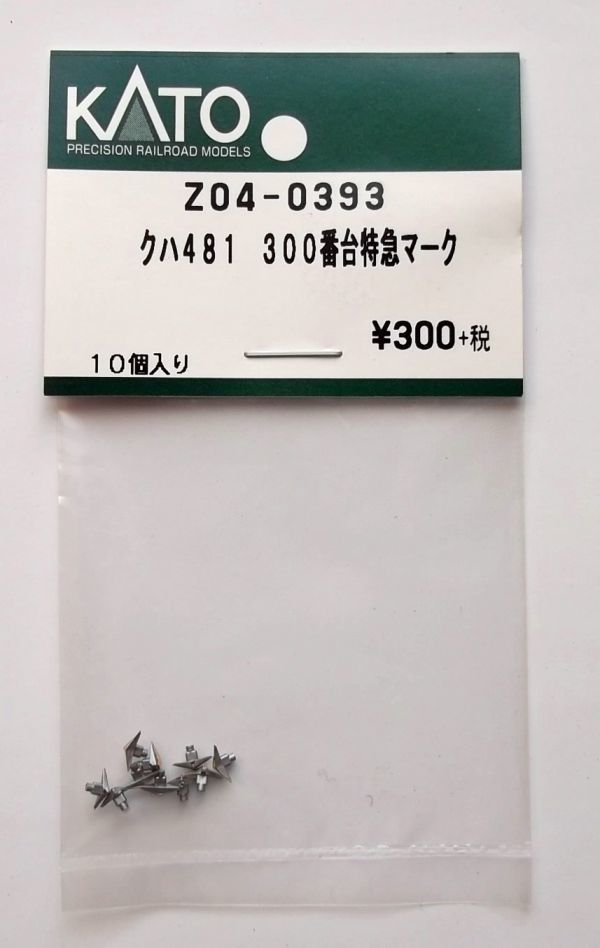 KATO
PRECISION RAILROAD MODELS
Z04-0393
クハ481 300番台特急マーク
¥300+税
10個入り